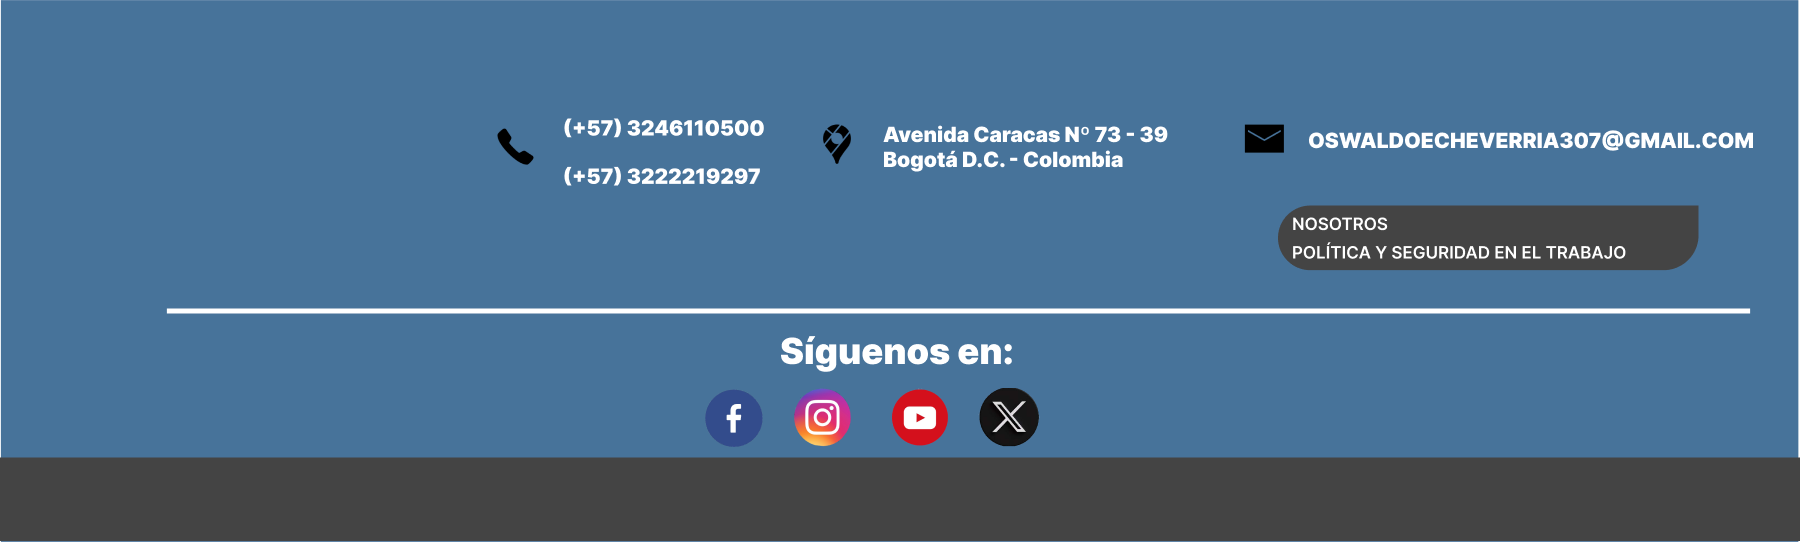 (+57) 3246110500
(+57) 3222219297
Avenida Caracas Nº 73 - 39
Bogotá D.C. - Colombia
OSWALDOECHEVERRIA307@GMAIL.COM
NOSOTROS
POLÍTICA Y SEGURIDAD EN EL TRABAJO
Síguenos en: